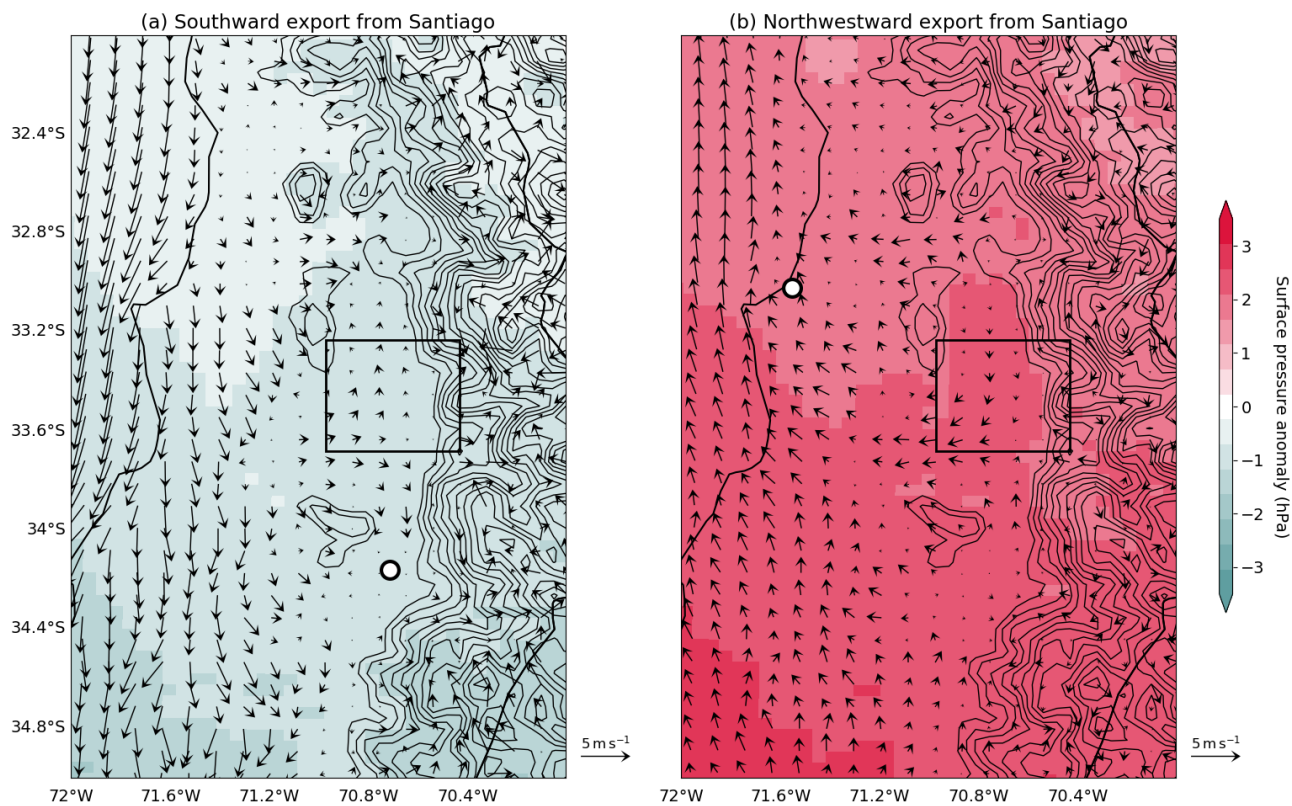 (a) Southward export from Santiago
(b) Northwestward export from Santiago
32.4°S
32.8°S
33.2°S
33.6°S
34°S
34.4°S
34.8°S
72°W 71.6°W 71.2°W 70.8°W 70.4°W
5 m s⁻¹
72°W 71.6°W 71.2°W 70.8°W 70.4°W
5 m s⁻¹
3
2
1
0
−1
−2
−3
Surface pressure anomaly (hPa)